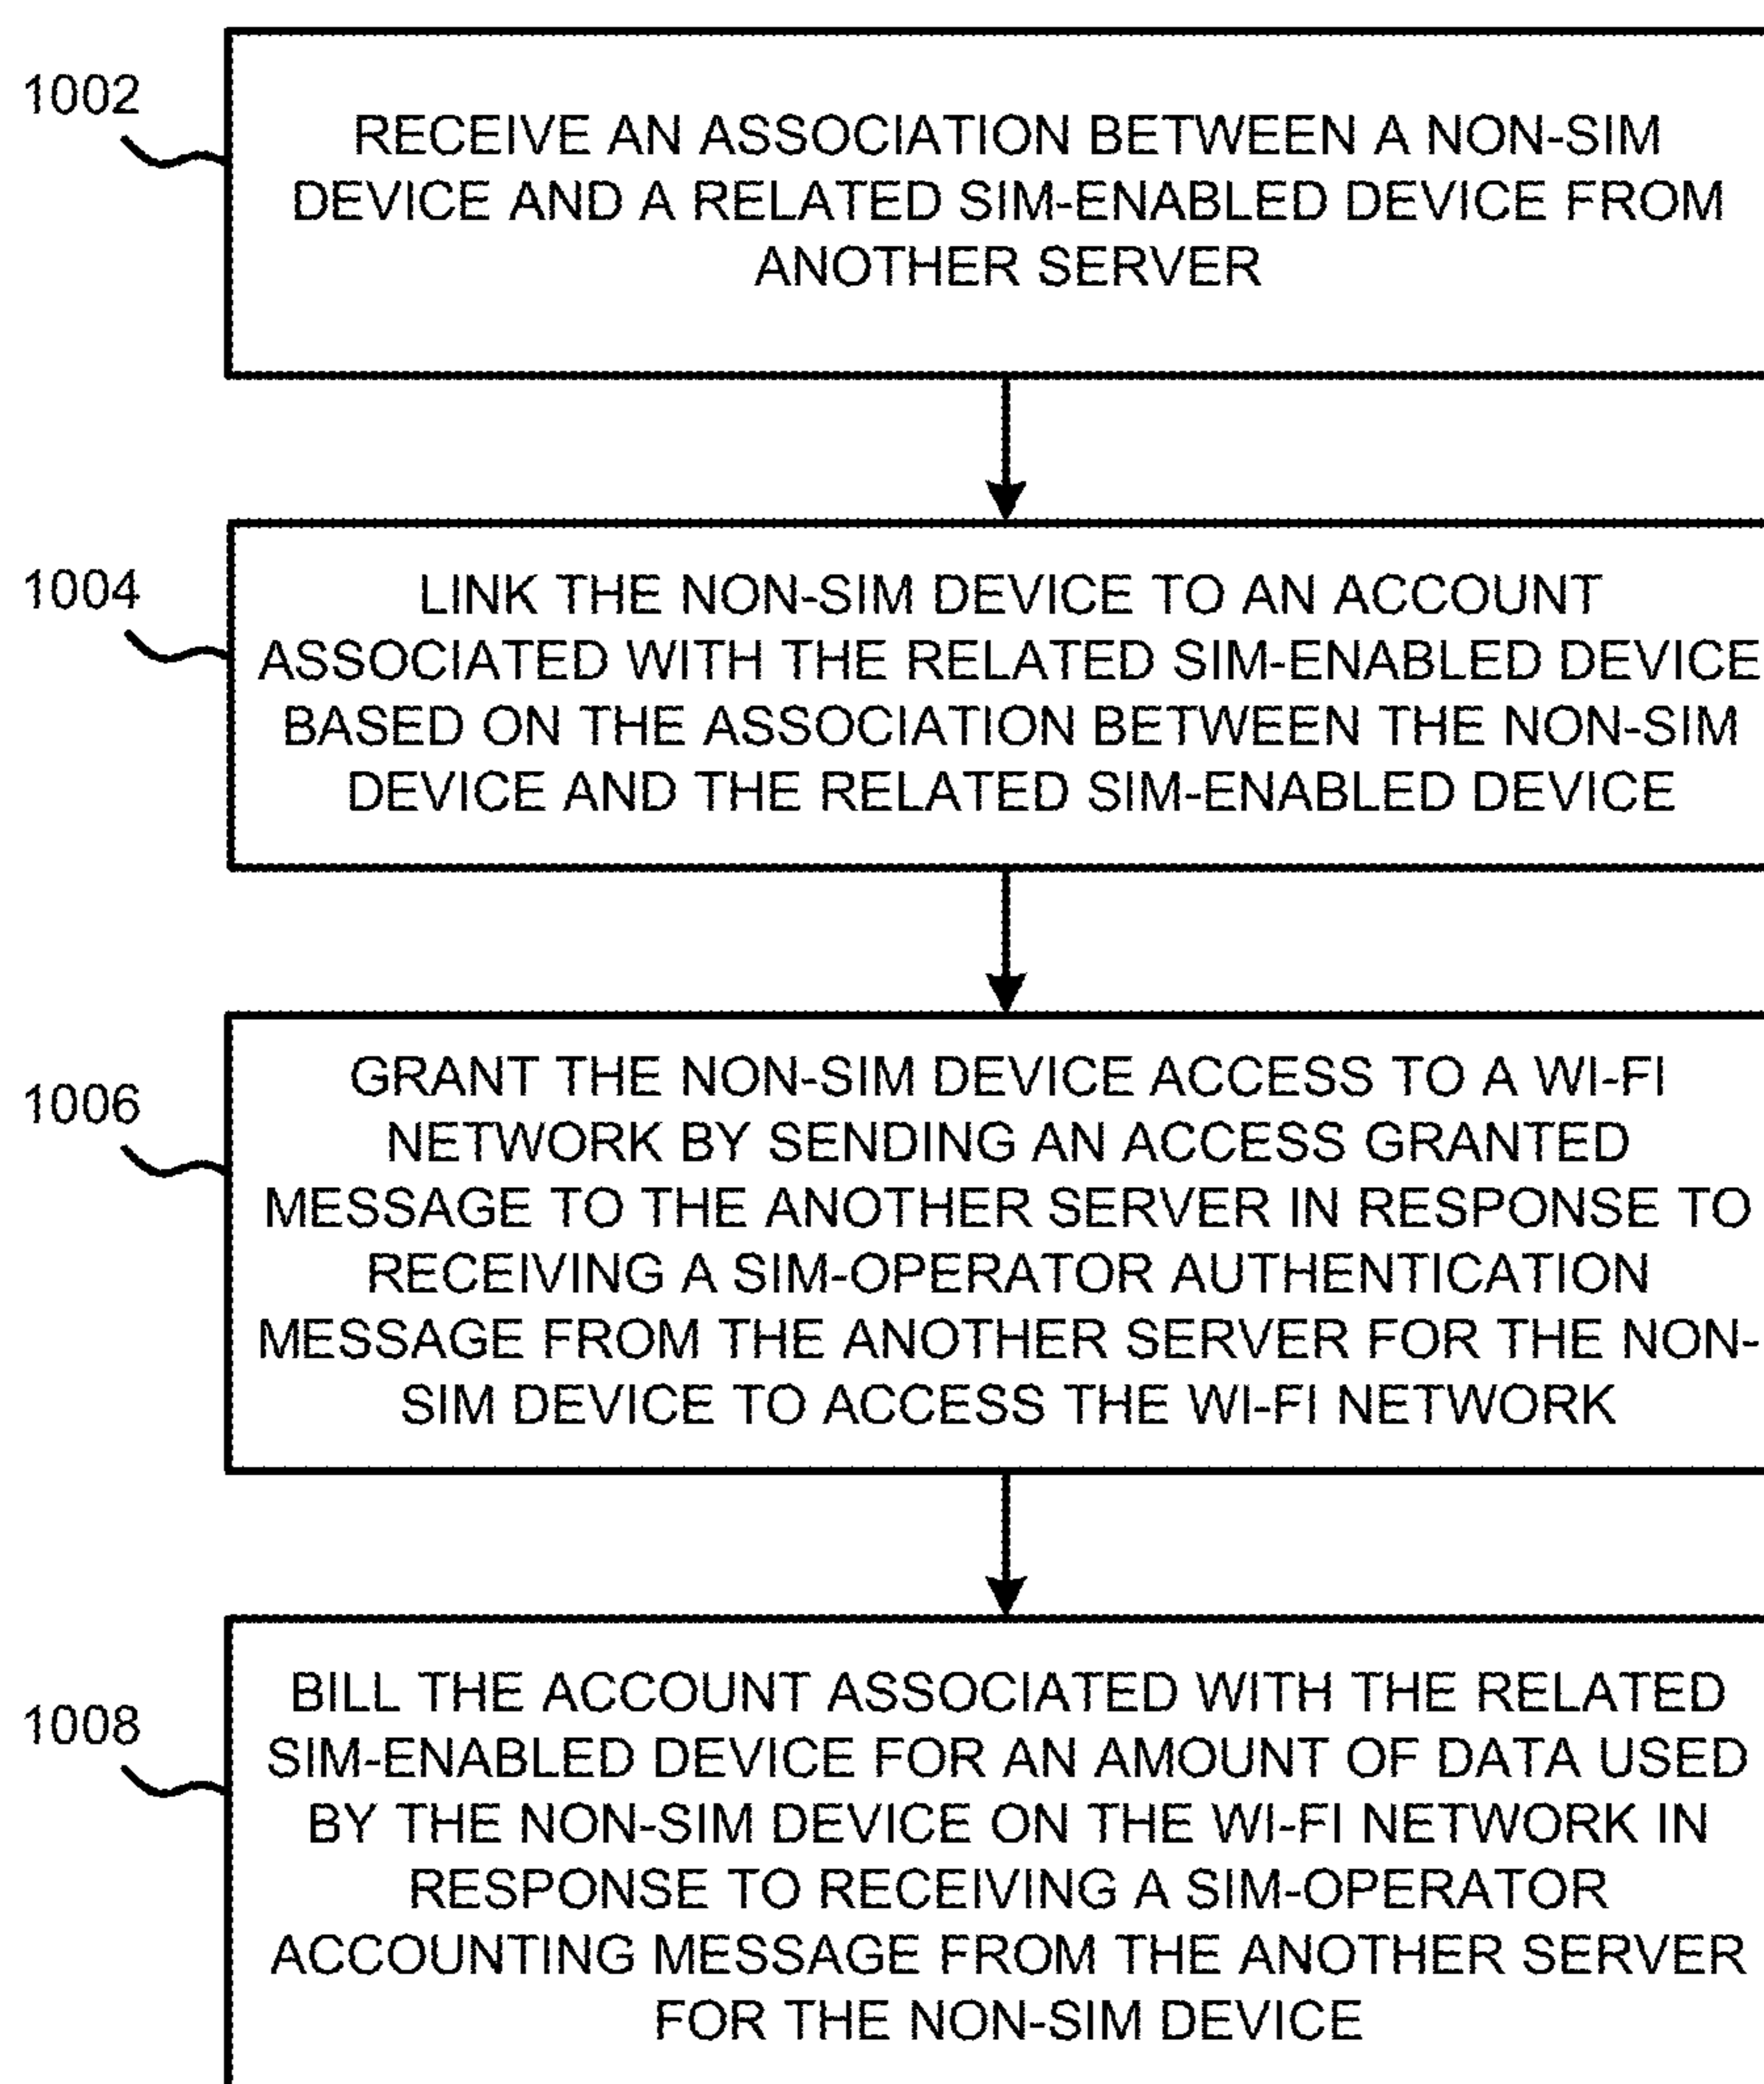 1002
RECEIVE AN ASSOCIATION BETWEEN A NON-SIM
DEVICE AND A RELATED SIM-ENABLED DEVICE FROM
ANOTHER SERVER
1004
LINK THE NON-SIM DEVICE TO AN ACCOUNT
ASSOCIATED WITH THE RELATED SIM-ENABLED DEVICE
BASED ON THE ASSOCIATION BETWEEN THE NON-SIM
DEVICE AND THE RELATED SIM-ENABLED DEVICE
1006
GRANT THE NON-SIM DEVICE ACCESS TO A WI-FI
NETWORK BY SENDING AN ACCESS GRANTED
MESSAGE TO THE ANOTHER SERVER IN RESPONSE TO
RECEIVING A SIM-OPERATOR AUTHENTICATION
MESSAGE FROM THE ANOTHER SERVER FOR THE NON-
SIM DEVICE TO ACCESS THE WI-FI NETWORK
1008
BILL THE ACCOUNT ASSOCIATED WITH THE RELATED
SIM-ENABLED DEVICE FOR AN AMOUNT OF DATA USED
BY THE NON-SIM DEVICE ON THE WI-FI NETWORK IN
RESPONSE TO RECEIVING A SIM-OPERATOR
ACCOUNTING MESSAGE FROM THE ANOTHER SERVER
FOR THE NON-SIM DEVICE